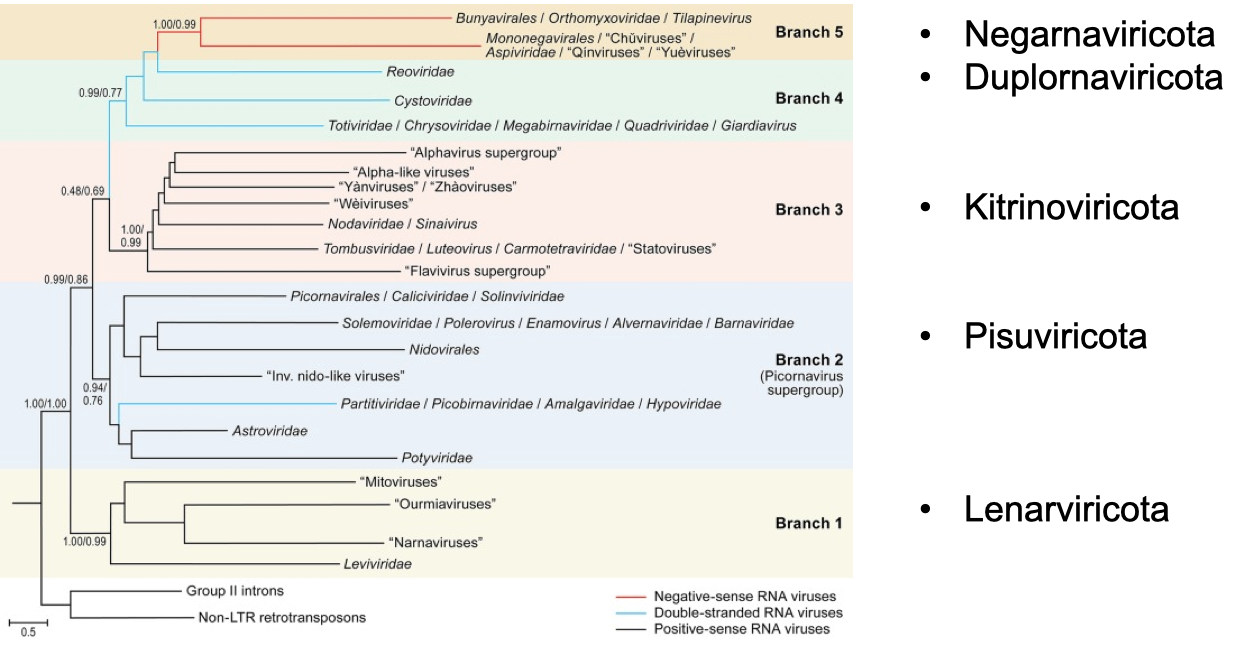 1.00/0.99
Bunyavirales / Orthomyxoviridae / Tilapinevirus
Mononegavirales / “Chŭviruses” /
Aspiviridae / “Qínviruses” / “Yuèviruses”
Branch 5
Reoviridae
0.99/0.77
Cystoviridae
Branch 4
Totiviridae / Chrysoviridae / Megabirnaviridae / Quadriviridae / Giardiavirus
“Alphavirus supergroup”
“Alpha-like viruses”
“Yànviruses” / “Zhàoviruses”
0.48/0.69
“Wèiviruses”
Branch 3
Nodaviridae / Sinaivirus
1.00/
0.99
Tombusviridae / Luteovirus / Carmotetraviridae / “Statoviruses”
“Flavivirus supergroup”
0.99/0.86
Picornavirales / Caliciviridae / Solinviviridae
Solemoviridae / Polerovirus / Enamovirus / Alvernaviridae / Barnaviridae
Nidovirales
Branch 2
(Picornavirus
supergroup)
“Inv. nido-like viruses”
0.94/
0.76
1.00/1.00
Partitiviridae / Picobirnaviridae / Amalgaviridae / Hypoviridae
Astroviridae
Potyviridae
“Mitoviruses”
“Ourmiaviruses”
Branch 1
1.00/0.99
“Narnaviruses”
Leviviridae
Group II introns
Non-LTR retrotransposons
0.5
Negative-sense RNA viruses
Double-stranded RNA viruses
Positive-sense RNA viruses
• Negarnaviricota
• Duplornaviricota
• Kitrinoviricota
• Pisuviricota
• Lenarviricota